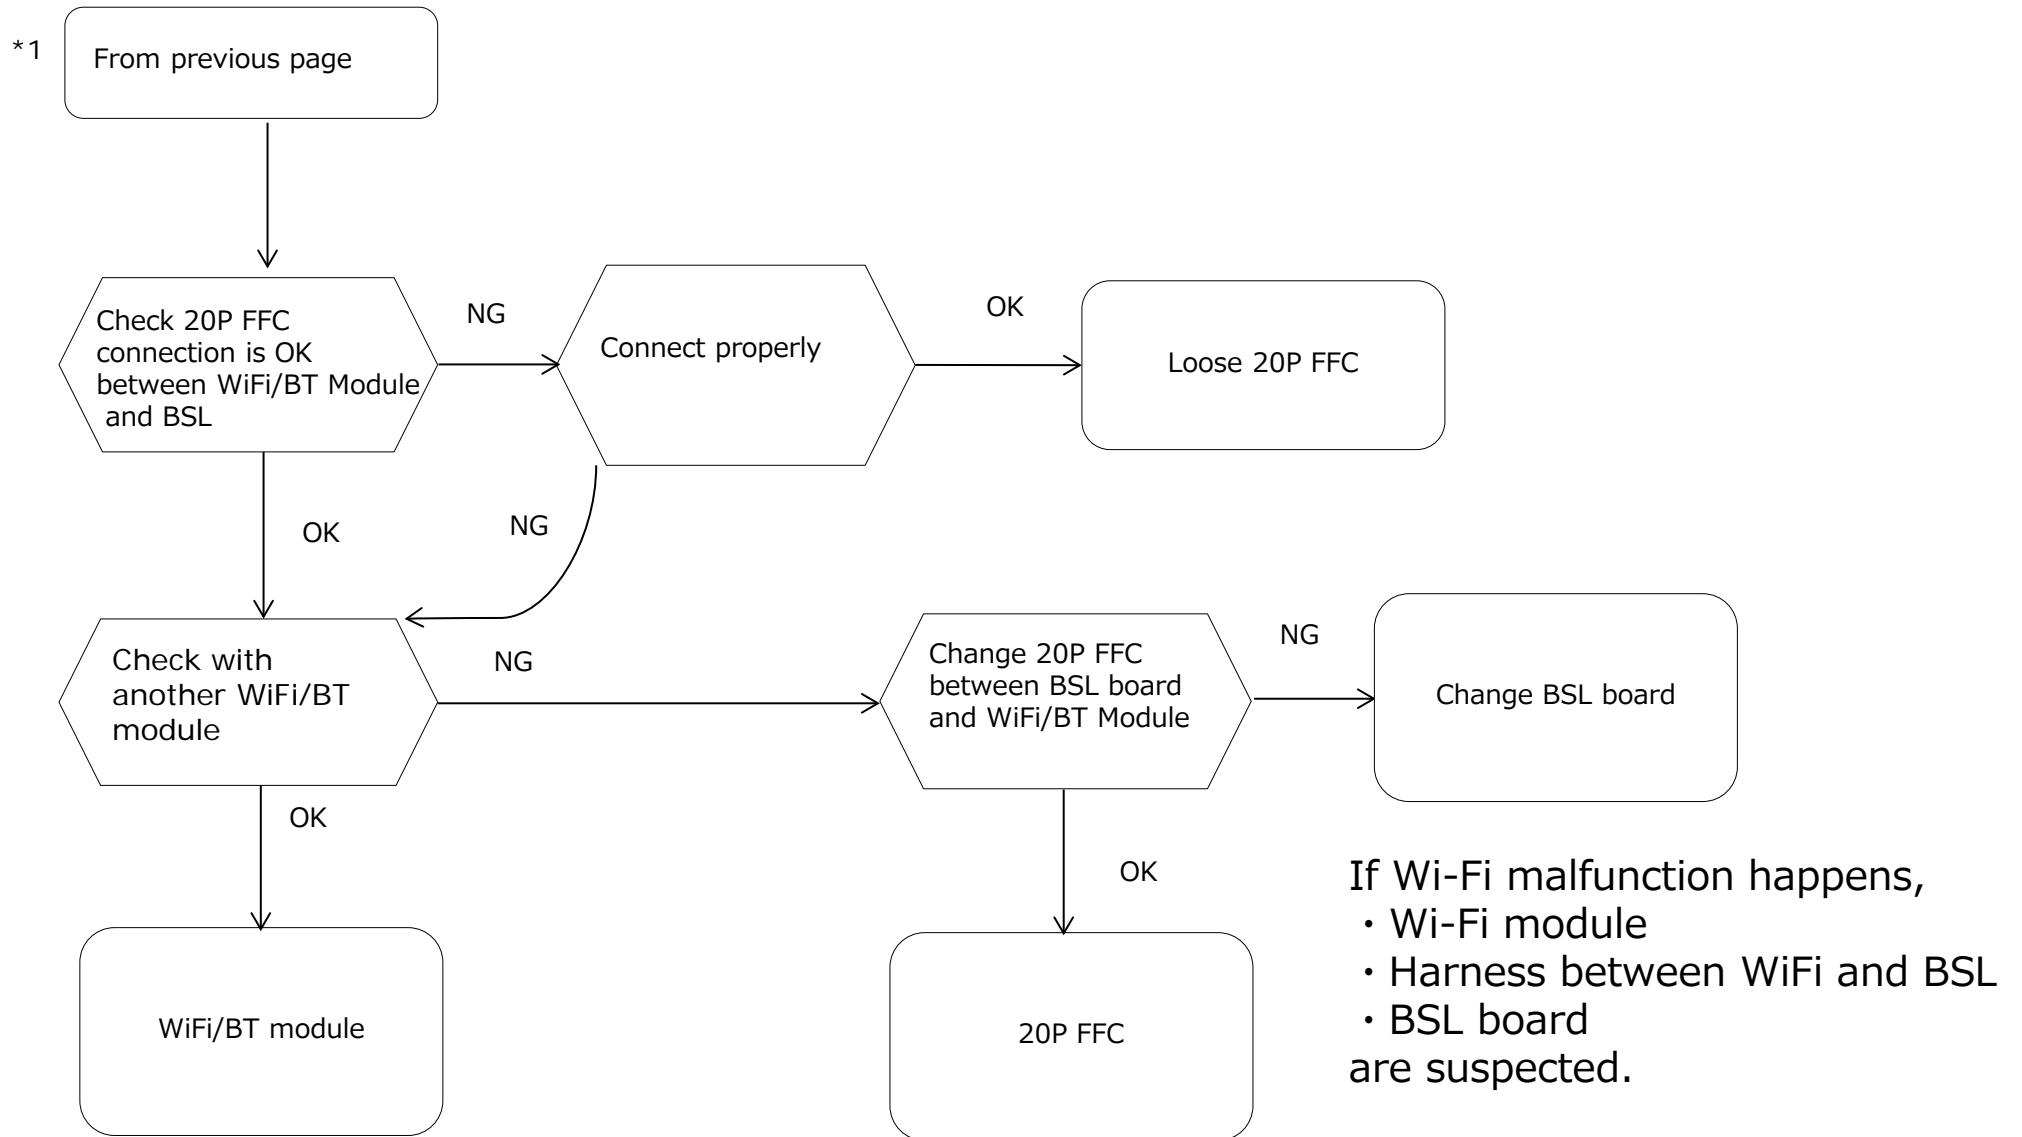 *1
From previous page
Check 20P FFC
connection is OK
between WiFi/BT Module
and BSL
NG
Connect properly
OK
Loose 20P FFC
OK
NG
Check with
another WiFi/BT
module
NG
Change 20P FFC
between BSL board
and WiFi/BT Module
NG
Change BSL board
OK
WiFi/BT module
OK
20P FFC
If Wi-Fi malfunction happens,
・Wi-Fi module
・Harness between WiFi and BSL
・BSL board
are suspected.